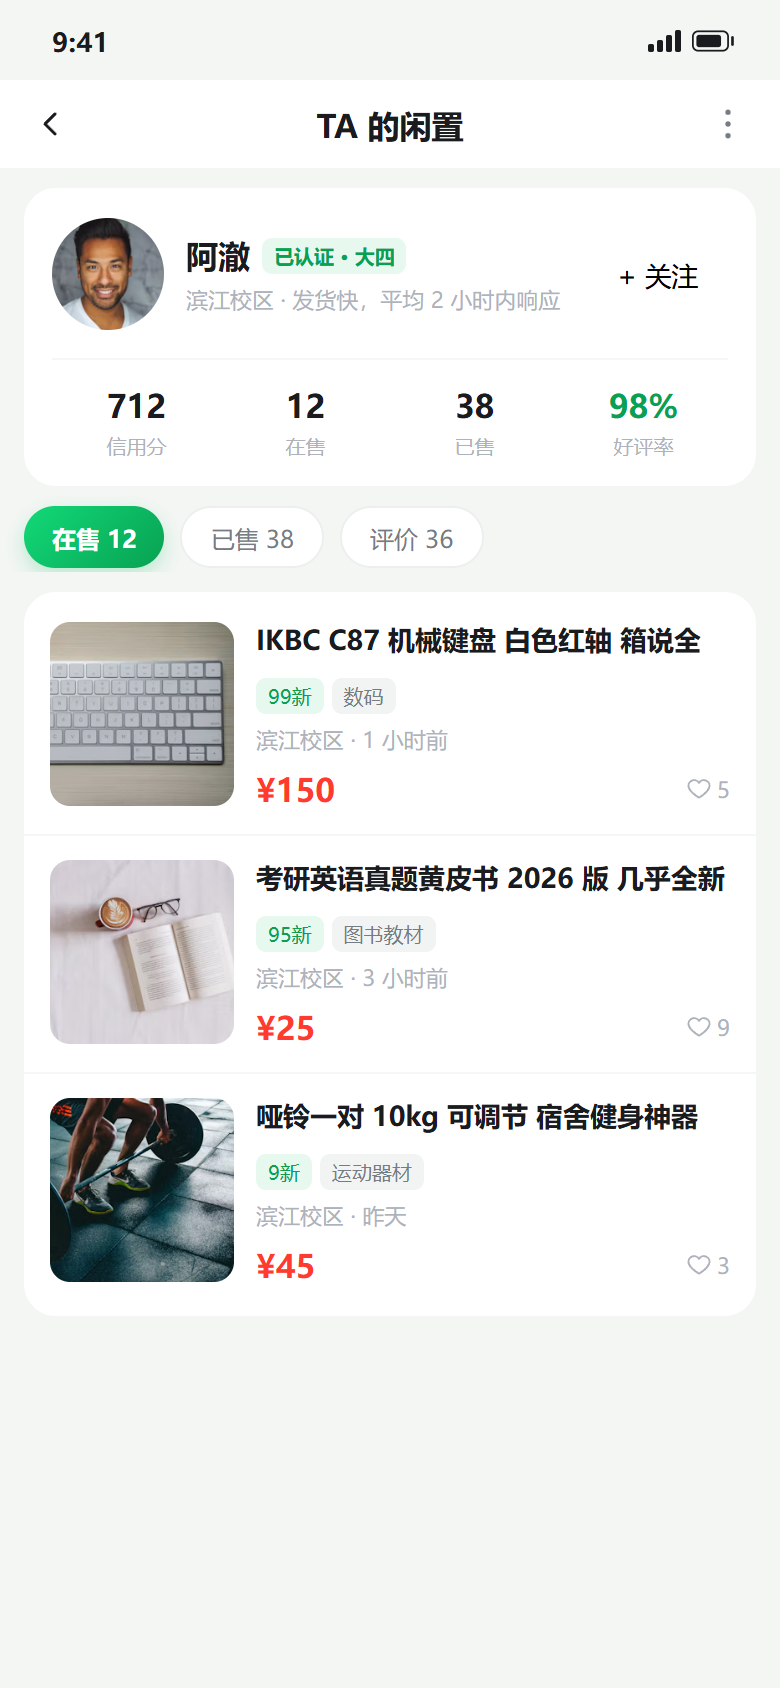 9:41
TA 的闲置
阿澈 已认证 · 大四
滨江校区 · 发货快，平均 2 小时内响应
+ 关注
712 12 38 98%
信用分 在售 已售 好评率
在售 12 已售 38 评价 36
IKBC C87 机械键盘 白色红轴 箱说全
99新 数码
滨江校区 · 1 小时前
¥150 5
考研英语真题黄皮书 2026 版 几乎全新
95新 图书教材
滨江校区 · 3 小时前
¥25 9
哑铃一对 10kg 可调节 宿舍健身神器
9新 运动器材
滨江校区 · 昨天
¥45 3